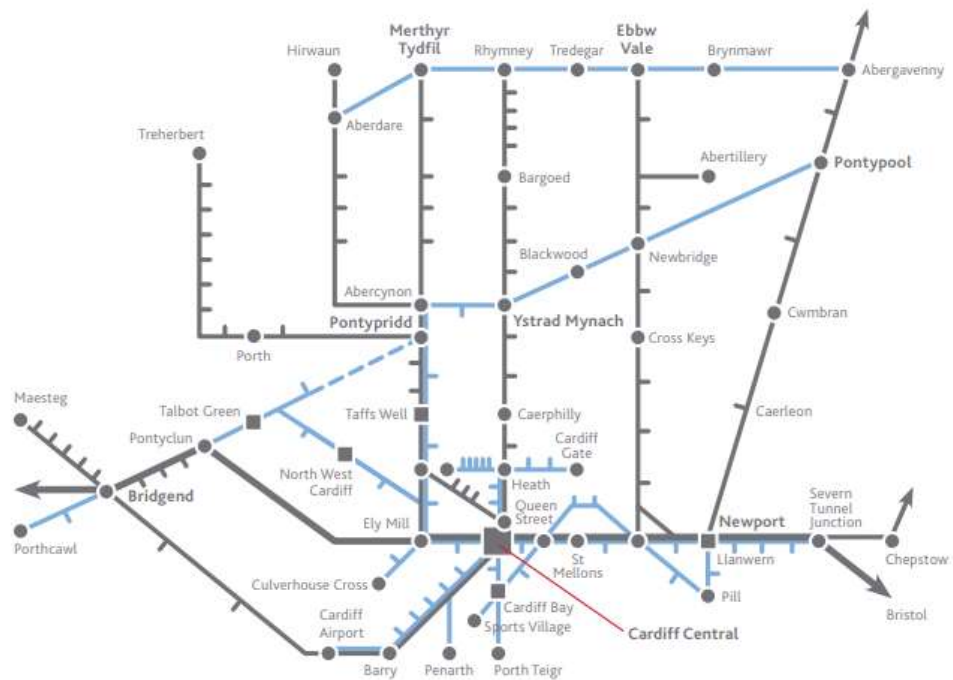 Merthyr
Tydfil
Ebbw
Vale
Hirwaun
Rhymney
Tredegar
Brynmawr
Abergavenny
Aberdare
Treherbert
Abertillery
Pontypool
Bargoed
Blackwood
Newbridge
Abercynon
Pontypridd
Ystrad Mynach
Cwmbran
Porth
Cross Keys
Maesteg
Talbot Green
Taffs Well
Caerphilly
Caerleon
Pontyclun
Cardiff
Gate
North West
Cardiff
Heath
Bridgend
Queen
Street
Severn
Tunnel
Junction
Ely Mill
Newport
Porthcawl
St
Mellons
Llanwern
Chepstow
Culverhouse Cross
Cardiff Bay
Pill
Bristol
Sports Village
Cardiff
Airport
Cardiff Central
Barry
Penarth
Porth Teigr